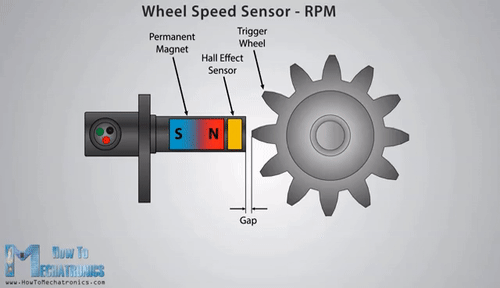 Wheel Speed Sensor - RPM
Permanent
Magnet
Hall Effect
Sensor
Trigger
Wheel
S N
Gap
How To
Mechatronics
www.HowToMechatronics.com